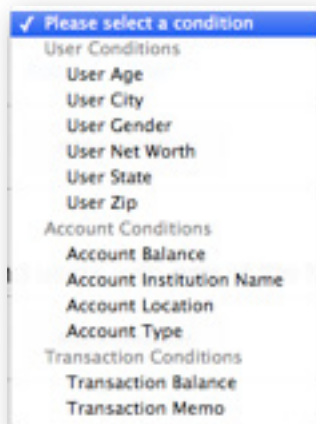 ✓ Please select a condition
User Conditions
User Age
User City
User Gender
User Net Worth
User State
User Zip
Account Conditions
Account Balance
Account Institution Name
Account Location
Account Type
Transaction Conditions
Transaction Balance
Transaction Memo